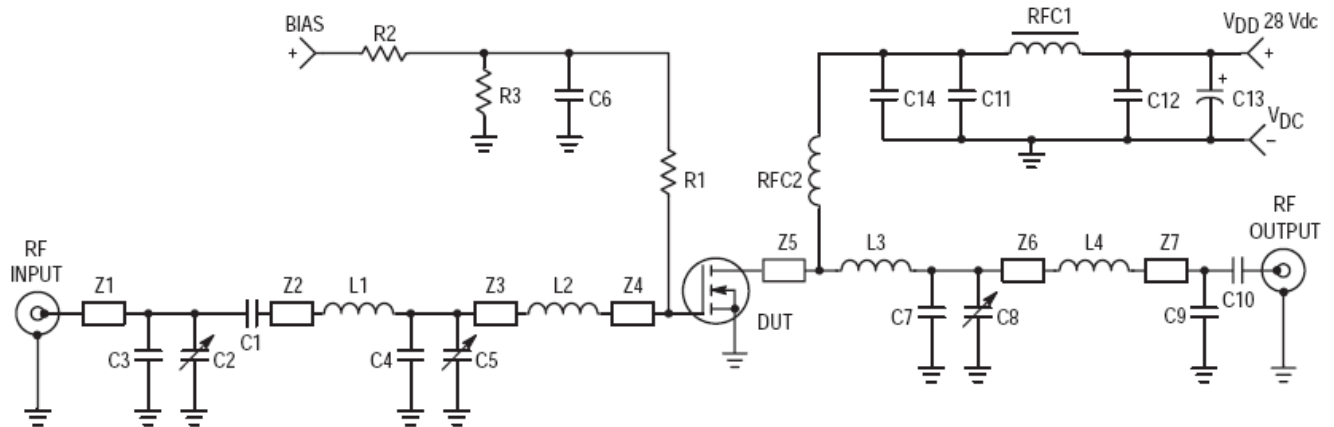 BIAS
+
R2
R3
C6
R1
RFC1
VDD 28 Vdc
+
C14
C11
C12
+
C13
VDC
–
RFC2
RF
INPUT
Z1
C3
C2
C1
Z2
L1
C4
C5
Z3
L2
Z4
DUT
Z5
L3
C7
C8
Z6
L4
Z7
C9
C10
RF
OUTPUT